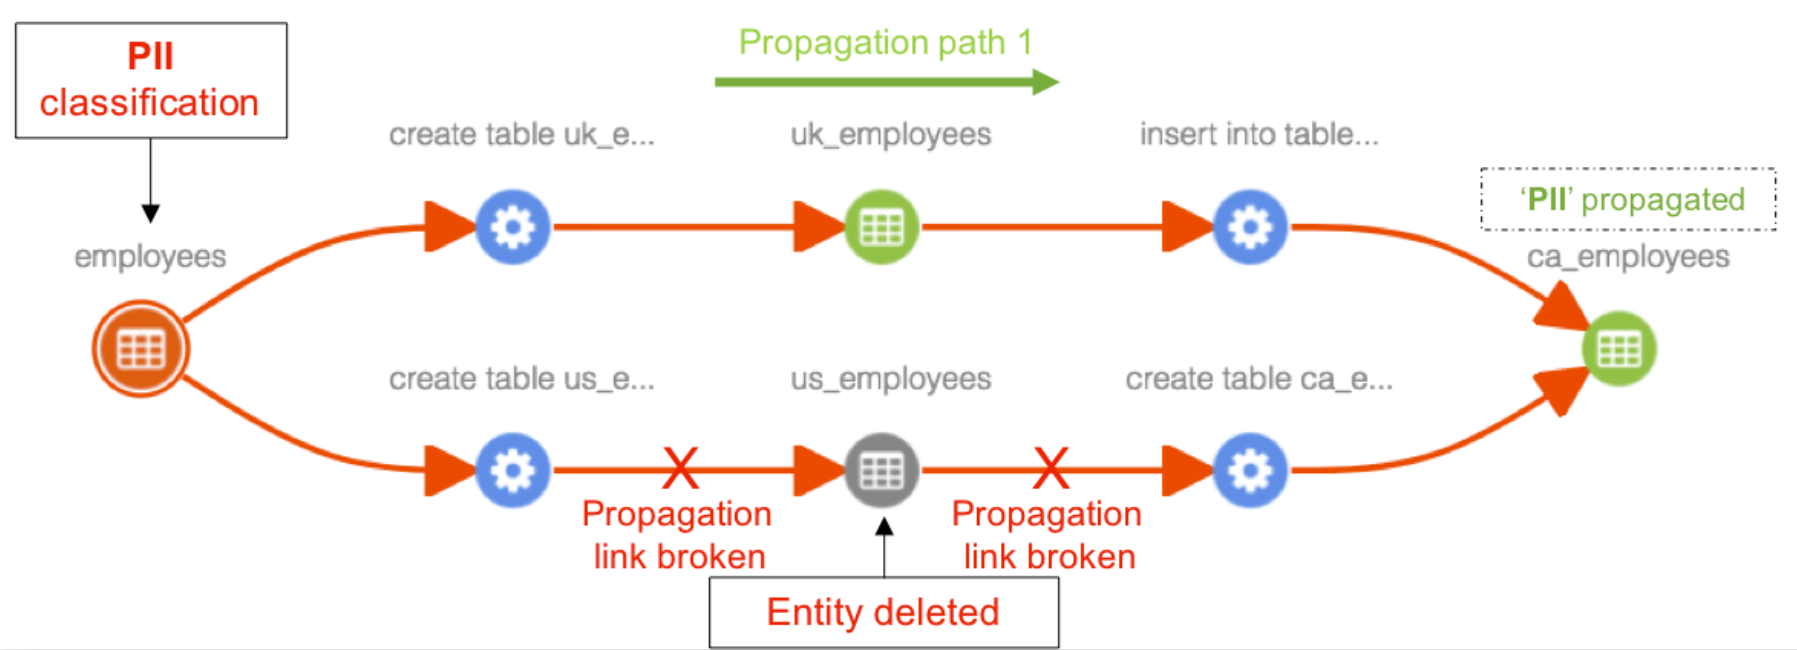 PII
classification
Propagation path 1
create table uk_e...
uk_employees
insert into table...
'PII' propagated
employees
ca_employees
create table us_e...
us_employees
create table ca_e...
X
X
Propagation
link broken
Propagation
link broken
Entity deleted